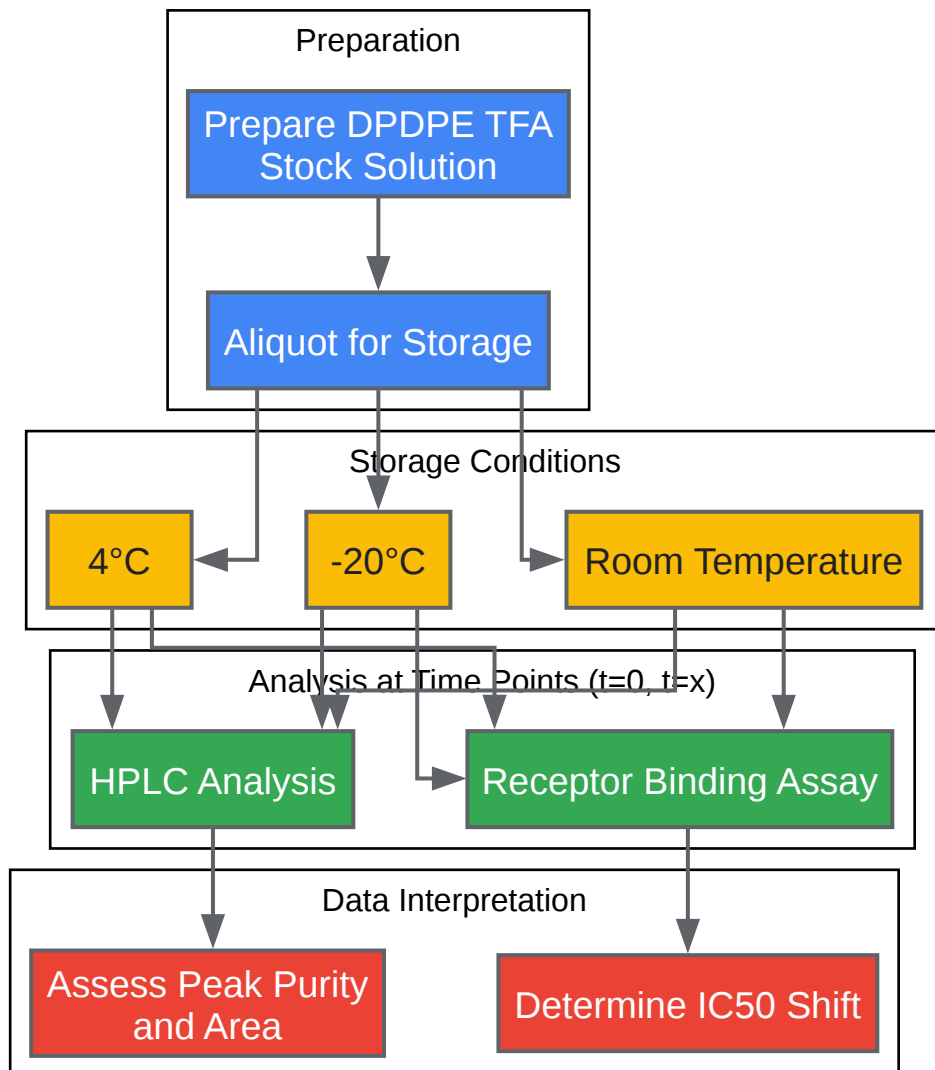 Preparation
Prepare DPDPE TFA
Stock Solution
Aliquot for Storage
Storage Conditions
4°C
-20°C
Room Temperature
Analysis at Time Points (t=0, t=x)
HPLC Analysis
Receptor Binding Assay
Data Interpretation
Assess Peak Purity
and Area
Determine IC50 Shift